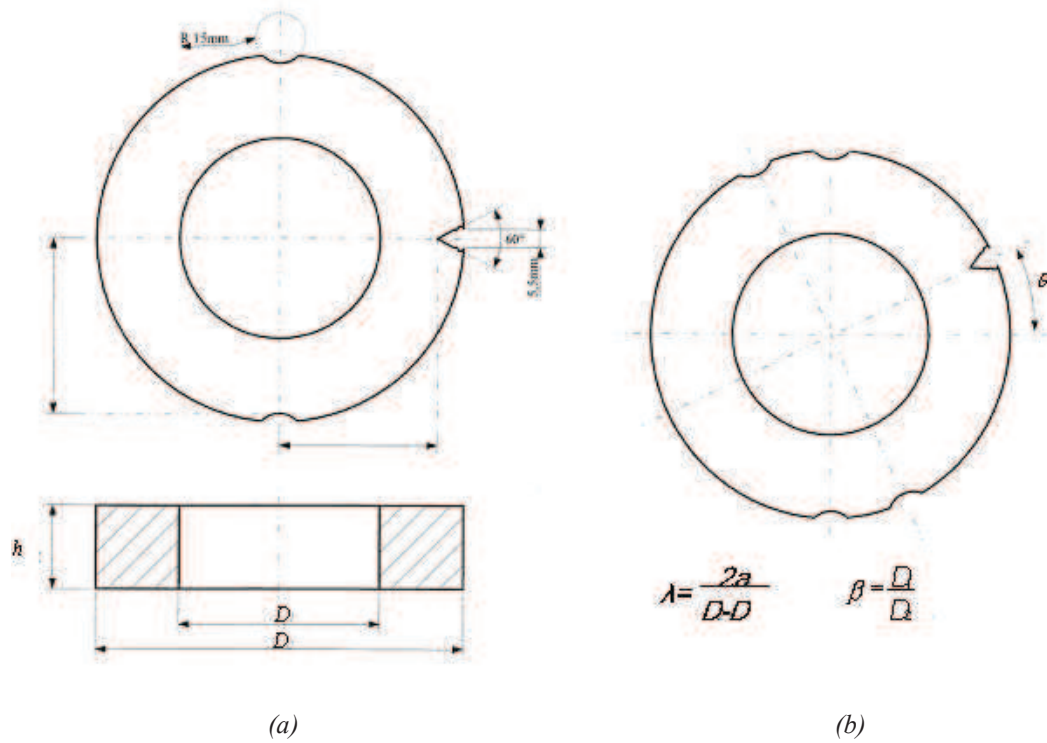 R 15mm
60°
5,5mm
θ
h
D
D
λ= 2a / D-D
β= D / D
(a)
(b)